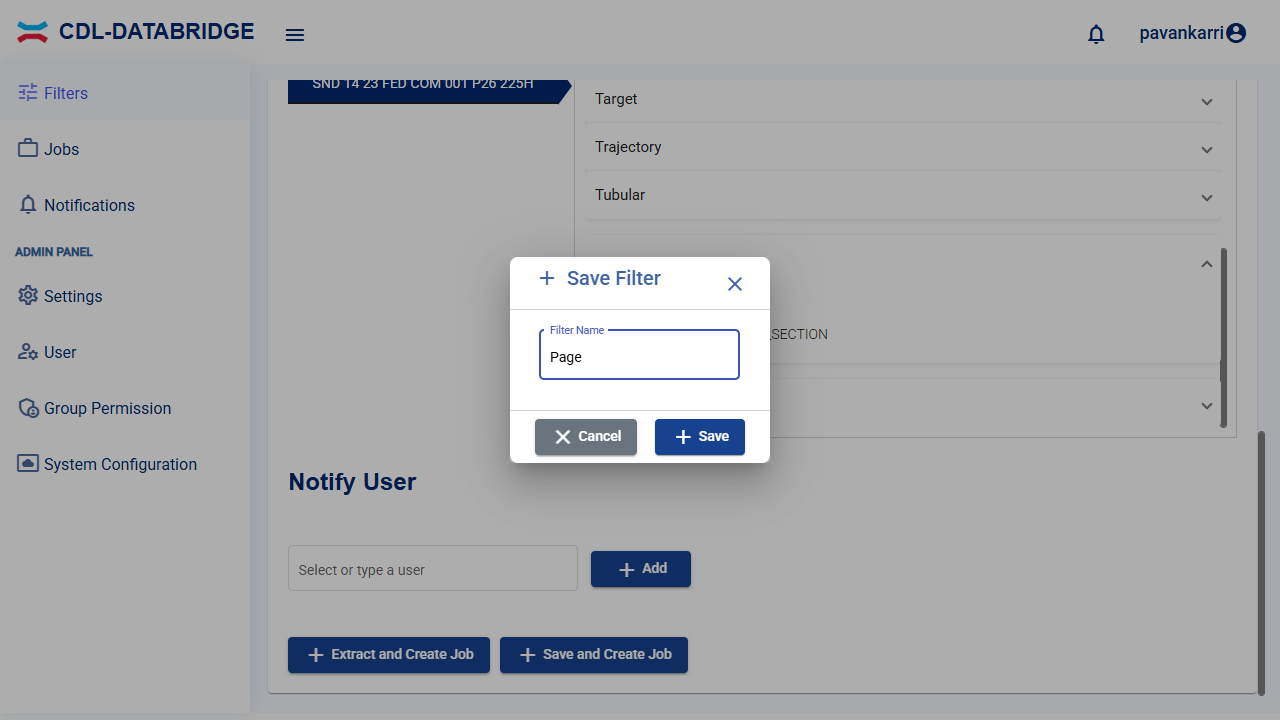 CDL-DATABRIDGE
pavankarri
Filters
Jobs
Notifications
ADMIN PANEL
Settings
User
Group Permission
System Configuration
SND 14 23 FED COM 001 P26 225H
Target
Trajectory
Tubular
SECTION
Save Filter
Filter Name
Page
Cancel
Save
Notify User
Select or type a user
Add
Extract and Create Job
Save and Create Job